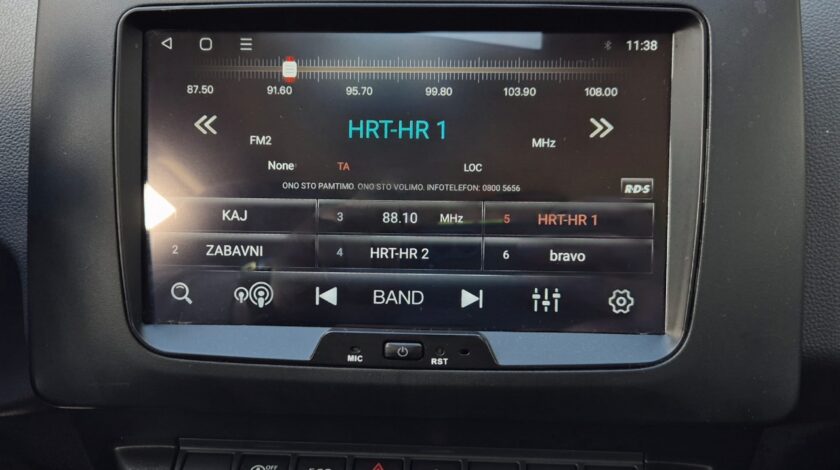 11:38
87.50 91.60 95.70 99.80 103.90 108.00
HRT-HR 1
FM2 MHz
None TA LOC
ONO STO PAMTIMO. ONO STO VOLIMO. INFOTELEFON: 0800 5656 RDS
KAJ 3 88.10 MHz 5 HRT-HR 1
2 ZABAVNI 4 HRT-HR 2 6 bravo
BAND
MIC RST
OFF